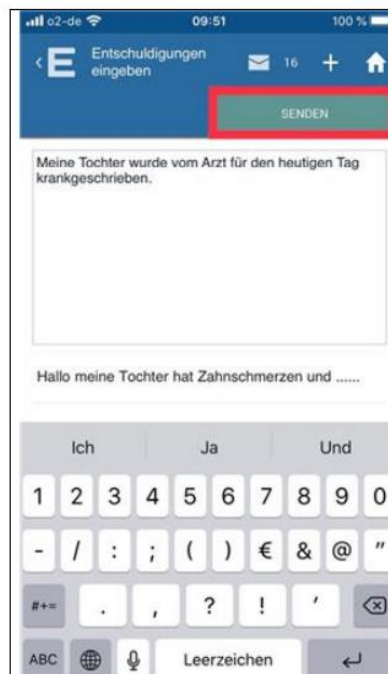 o2-de 09:51 100 %
E Entschuldigungen
eingeben
16 +
SENDEN
Meine Tochter wurde vom Arzt für den heutigen Tag
krankgeschrieben.
Hallo meine Tochter hat Zahnschmerzen und ......
Ich Ja Und
1 2 3 4 5 6 7 8 9 0
- / : ; ( ) € & @ "
#+= . , ? ! '
ABC Leerzeichen